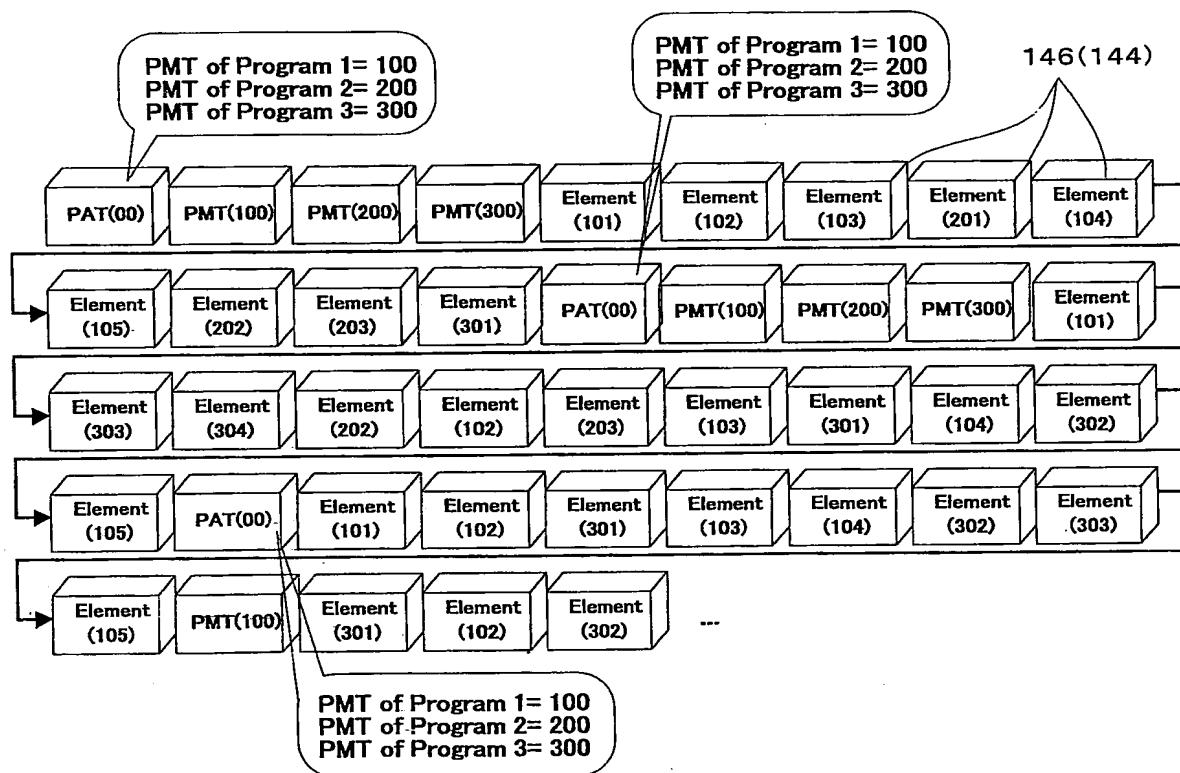 PMT of Program 1= 100
PMT of Program 2= 200
PMT of Program 3= 300
PMT of Program 1= 100
PMT of Program 2= 200
PMT of Program 3= 300
146(144)
PAT(00)
PMT(100)
PMT(200)
PMT(300)
Element
(101)
Element
(102)
Element
(103)
Element
(201)
Element
(104)
Element
(105)
Element
(202)
Element
(203)
Element
(301)
PAT(00)
PMT(100)
PMT(200)
PMT(300)
Element
(101)
Element
(303)
Element
(304)
Element
(202)
Element
(102)
Element
(203)
Element
(103)
Element
(301)
Element
(104)
Element
(302)
Element
(105)
PAT(00)
Element
(101)
Element
(102)
Element
(301)
Element
(103)
Element
(104)
Element
(302)
Element
(303)
Element
(105)
PMT(100)
Element
(301)
Element
(102)
Element
(302)
...
PMT of Program 1= 100
PMT of Program 2= 200
PMT of Program 3= 300